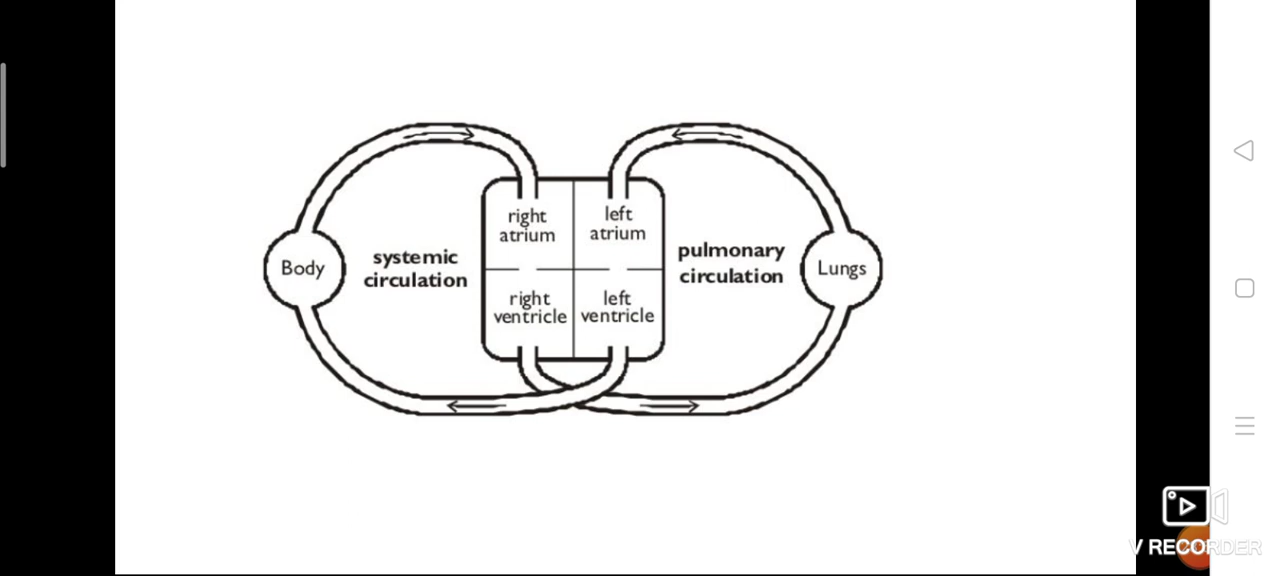 right
atrium
left
atrium
systemic
circulation
pulmonary
circulation
Body
Lungs
right
ventricle
left
ventricle
V RECORDER